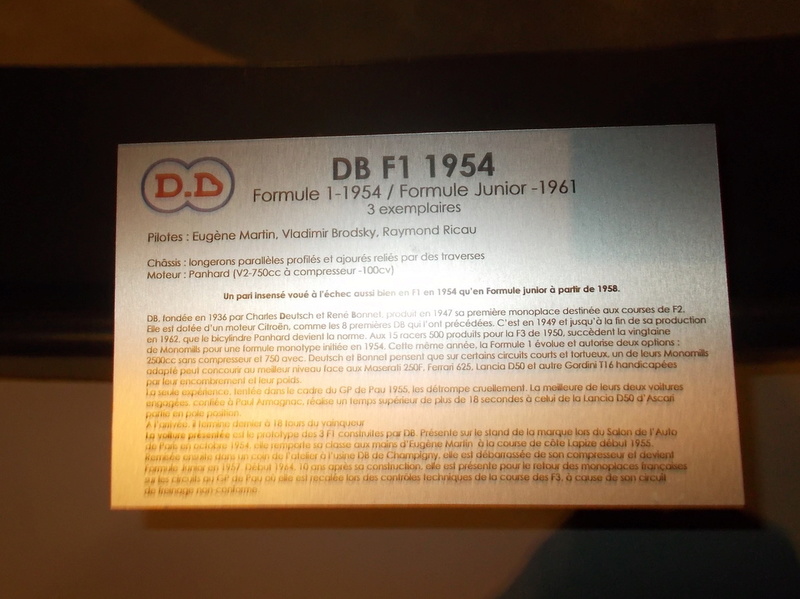 D.B
DB F1 1954
Formule 1-1954 / Formule Junior -1961
3 exemplaires
Pilotes : Eugène Martin, Vladimir Brodsky, Raymond Ricau
Châssis : longerons parallèles profilés et ajourés reliés par des traverses
Moteur : Panhard (V2-750cc à compresseur -100cv)
Un pari insensé voué à l'échec aussi bien en F1 en 1954 qu'en Formule junior à partir de 1958.
DB, fondée en 1936 par Charles Deutsch et René Bonnet, produit en 1947 sa première monoplace destinée aux courses de F2.
Elle est dotée d'un moteur Citroën, comme les 8 premières DB qui l'ont précédées. C'est en 1949 et jusqu'à la fin de sa production
en 1962, que le bicylindre Panhard devient la norme. Aux 15 racers 500 produits pour la F3 de 1950, succèdent la vingtaine
de Monomills pour une formule monotype initiée en 1954. Cette même année, la Formule 1 évolue et autorise deux options :
2500cc sans compresseur et 750 avec. Deutsch et Bonnet pensent que sur certains circuits courts et tortueux, un de leurs Monomills
adapté peut concourir au meilleur niveau face aux Maserati 250F, Ferrari 625, Lancia D50 et autre Gordini T16 handicapées
par leur encombrement et leur poids.
La seule expérience, tentée dans le cadre du GP de Pau 1955, les détrompe cruellement. La meilleure de leurs deux voitures
engagées, confiée à Paul Armagnac, réalise un temps supérieur de plus de 18 secondes à celui de la Lancia D50 d'Ascari
partie en pole position.
A l'arrivée, il termine dernier à 18 tours du vainqueur
La voiture présentée est le prototype des 3 F1 construites par DB. Présente sur le stand de la marque lors du Salon de l'Auto
de Paris en octobre 1954, elle remporte sa classe aux mains d'Eugène Martin à la course de côte Lapize début 1955.
Remisée ensuite dans un coin de l'atelier à l'usine DB de Champigny, elle est débarrassée de son compresseur et devient
Formule Junior en 1957. Début 1964, 10 ans après sa construction, elle est présente pour le retour des monoplaces françaises
sur les circuits au GP de Pau où elle est recalée lors des contrôles techniques de la course des F3, à cause de son circuit
de freinage non conforme.